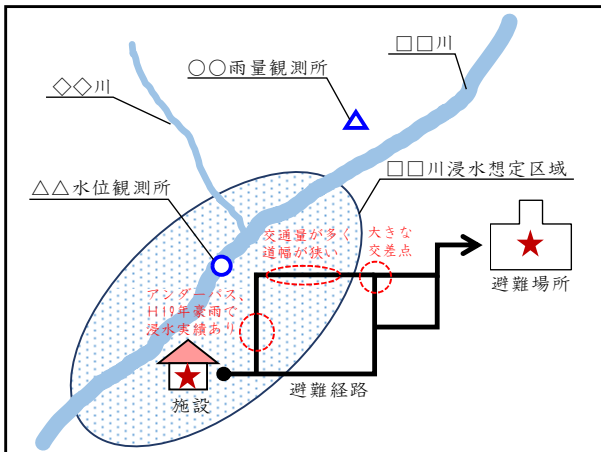 □□川
○○雨量観測所
◇◇川
△△水位観測所
□□川浸水想定区域
交通量が多く
道幅が狭い
大きな
交差点
避難場所
アンダーパス、
H19年豪雨で
浸水実績あり
施設
避難経路